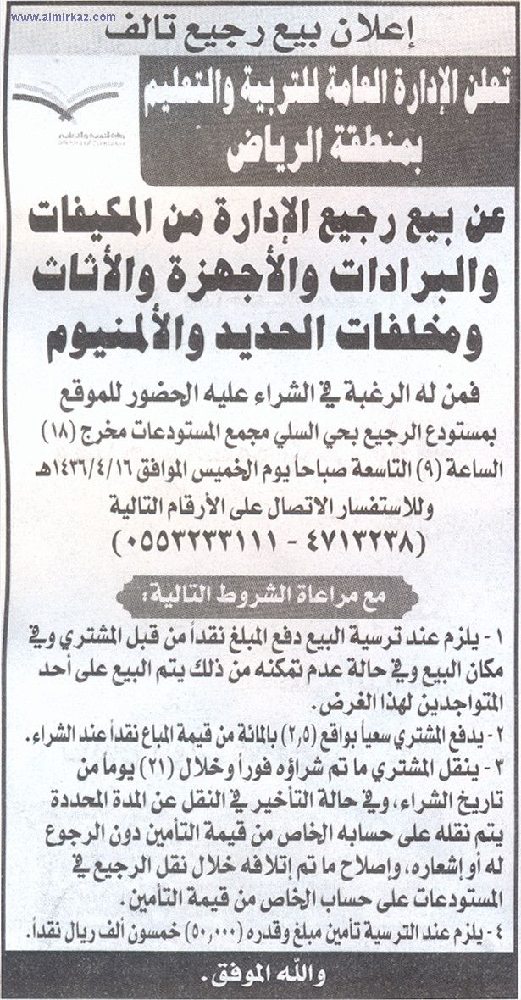 www.almirkaz.com
إعلان بيع رجيع تالف
تعلن الإدارة العامة للتربية والتعليم
بمنطقة الرياض
وزارة التربية والتعليم
عن بيع رجيع الإدارة من المكيفات
والبرادات والأجهزة والأثاث
ومخلفات الحديد والألمنيوم
فمن له الرغبة في الشراء عليه الحضور للموقع
بمستودع الرجيع بحي السلي مجمع المستودعات مخرج (١٨)
الساعة (٩) التاسعة صباحاً يوم الخميس الموافق ١٤٣٦/٤/١٦هـ
وللاستفسار الاتصال على الأرقام التالية
(٤٧١٣٢٣٨ - ٠٥٥٣٢٣٣١١١)
مع مراعاة الشروط التالية:
١- يلزم عند ترسية البيع دفع المبلغ نقداً من قبل المشتري وفي
مكان البيع وفي حالة عدم تمكنه من ذلك يتم البيع على أحد
المتواجدين لهذا الغرض.
٢- يدفع المشتري سعياً بواقع (٢,٥) بالمائة من قيمة المباع نقداً عند الشراء.
٣- ينقل المشتري ما تم شراؤه فوراً وخلال (٢١) يوماً من
تاريخ الشراء، وفي حالة التأخير في النقل عن المدة المحددة
يتم نقله على حسابه الخاص من قيمة التأمين دون الرجوع
له أو إشعاره، وإصلاح ما تم إتلافه خلال نقل الرجيع في
المستودعات على حساب الخاص من قيمة التأمين.
٤- يلزم عند الترسية تأمين مبلغ وقدره (٥٠,٠٠٠) خمسون ألف ريال نقداً.
والله الموفق.